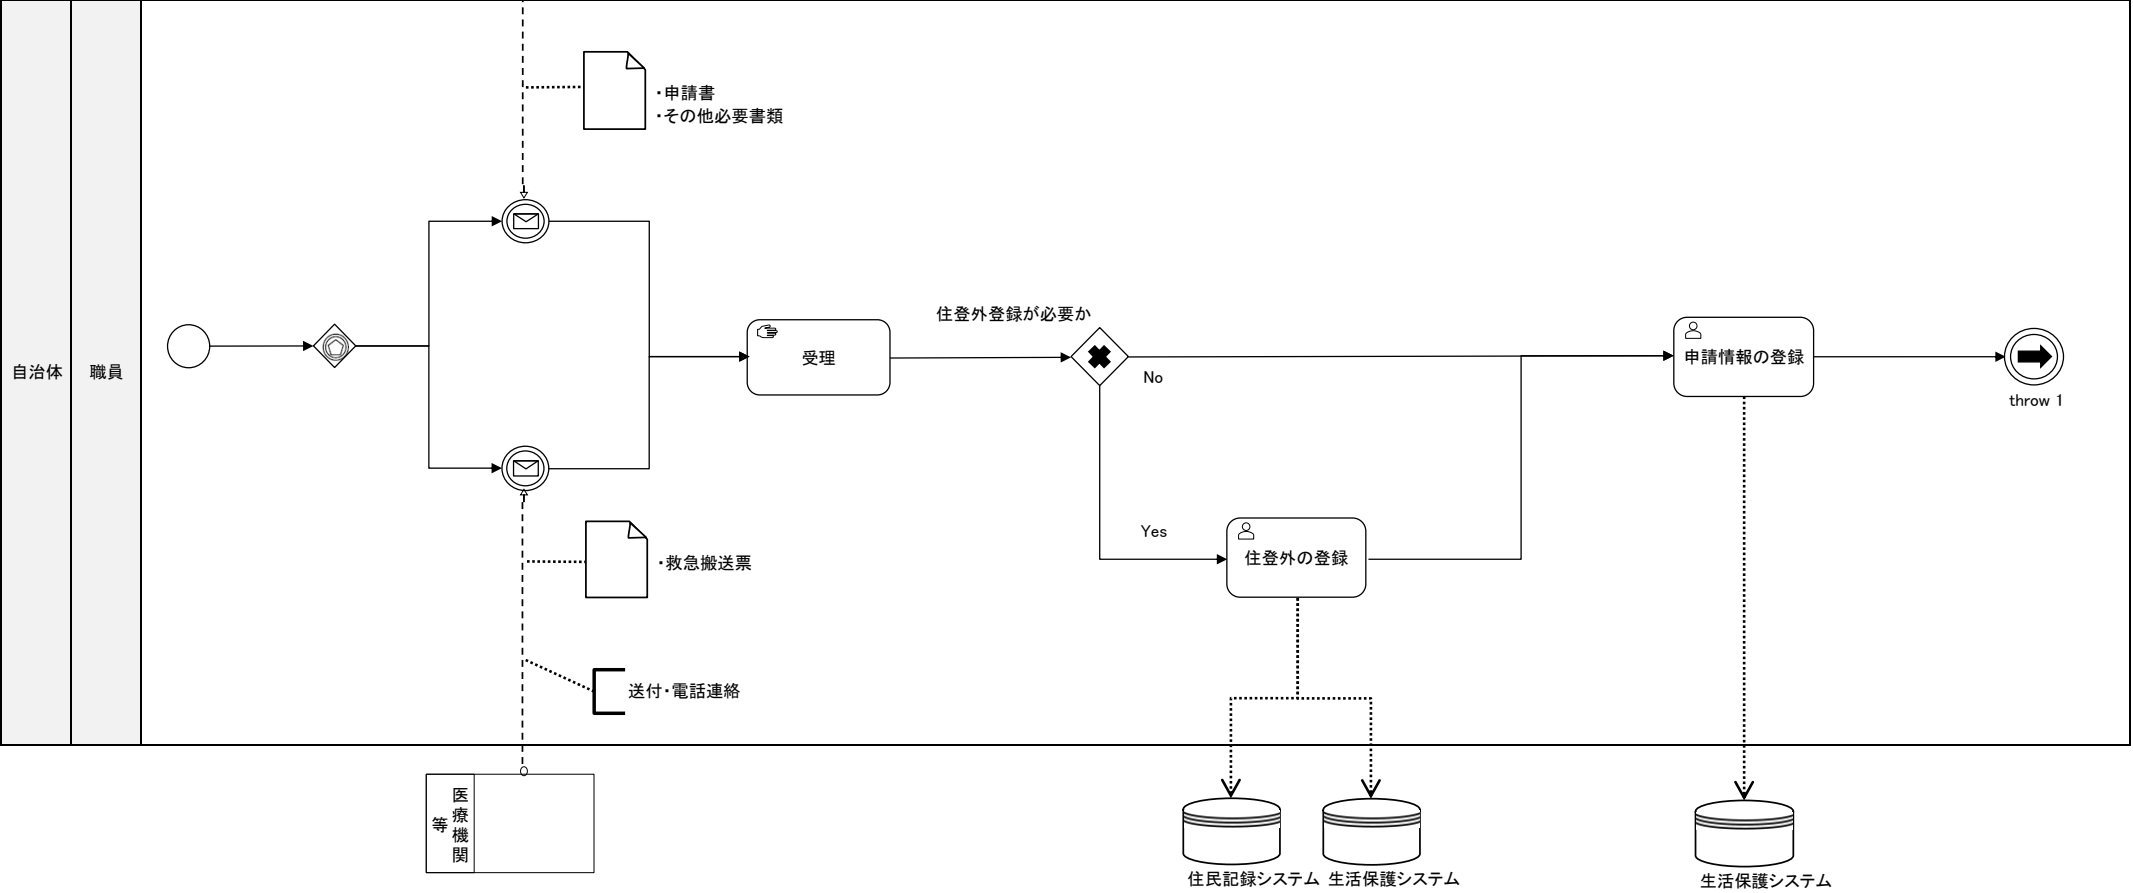 ・申請書
・その他必要書類
自治体
職員
受理
住登外登録が必要か
No
Yes
住登外の登録
申請情報の登録
throw 1
・救急搬送票
送付・電話連絡
医療機関
等
住民記録システム
生活保護システム
生活保護システム